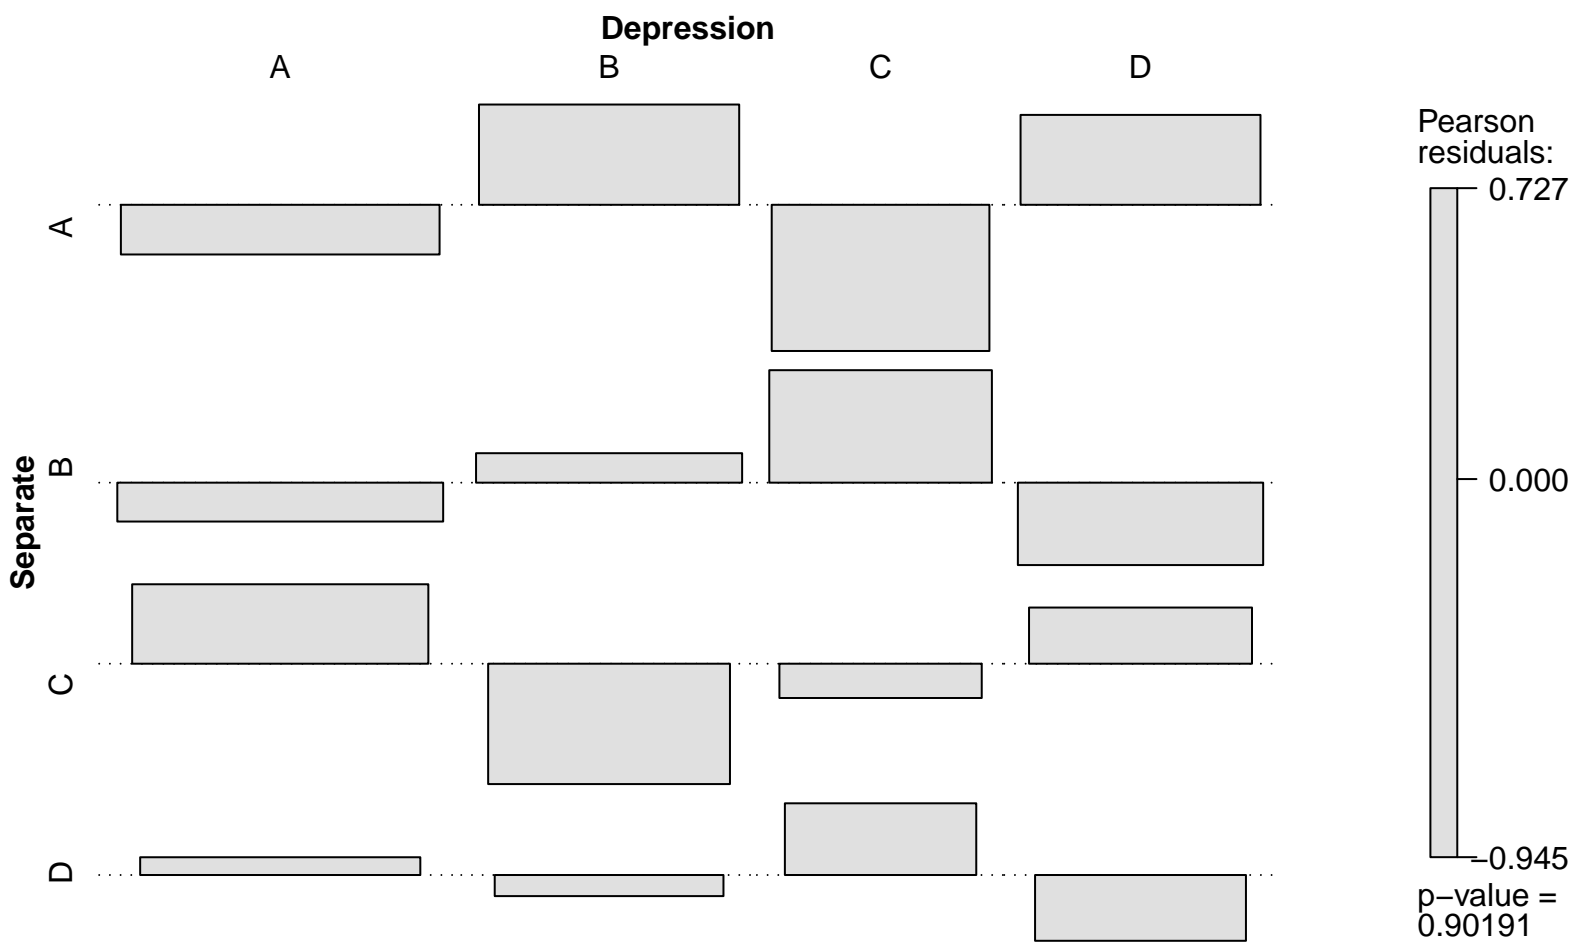 Depression
A B C D
Separate
A
B
C
D
Pearson
residuals:
0.727
0.000
−0.945
p−value =
0.90191